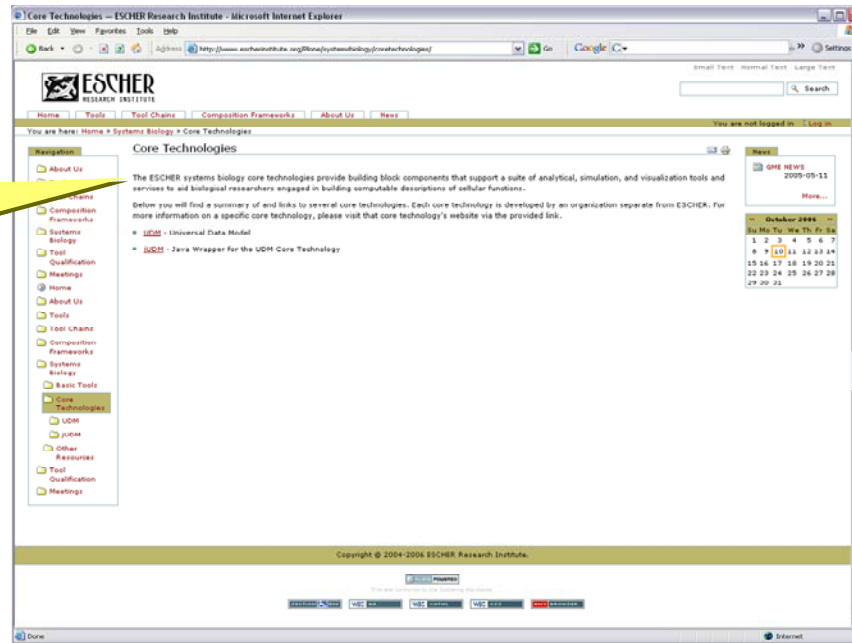 Core Technologies — ESCHER Research Institute - Microsoft Internet Explorer
File Edit View Favorites Tools Help
Back
Address http://www.escherinstitute.org/Plone/systemsbiology/coretechnologies/
Go Google G
Settings
Small Text Normal Text Large Text
ESCHER
RESEARCH INSTITUTE
Search
Home Tools Tool Chains Composition Frameworks About Us News
You are not logged in Log in
You are here: Home » Systems Biology » Core Technologies
Navigation
About Us
Chains
Composition
Frameworks
Systems
Biology
Tool
Qualification
Meetings
Home
About Us
Tools
Tool Chains
Composition
Frameworks
Systems
Biology
Basic Tools
Core
Technologies
UDM
jUDM
Other
Resources
Tool
Qualification
Meetings
Core Technologies
The ESCHER systems biology core technologies provide building block components that support a suite of analytical, simulation, and visualization tools and
services to aid biological researchers engaged in building computable descriptions of cellular functions.
Below you will find a summary of and links to several core technologies. Each core technology is developed by an organization separate from ESCHER. For
more information on a specific core technology, please visit that core technology's website via the provided link.
UDM - Universal Data Model
jUDM - Java Wrapper for the UDM Core Technology
News
GME NEWS
2005-05-11
More...
October 2006
Su Mo Tu We Th Fr Sa
1 2 3 4 5 6 7
8 9 10 11 12 13 14
15 16 17 18 19 20 21
22 23 24 25 26 27 28
29 30 31
Copyright © 2004-2006 ESCHER Research Institute.
POWERED
Done
Internet